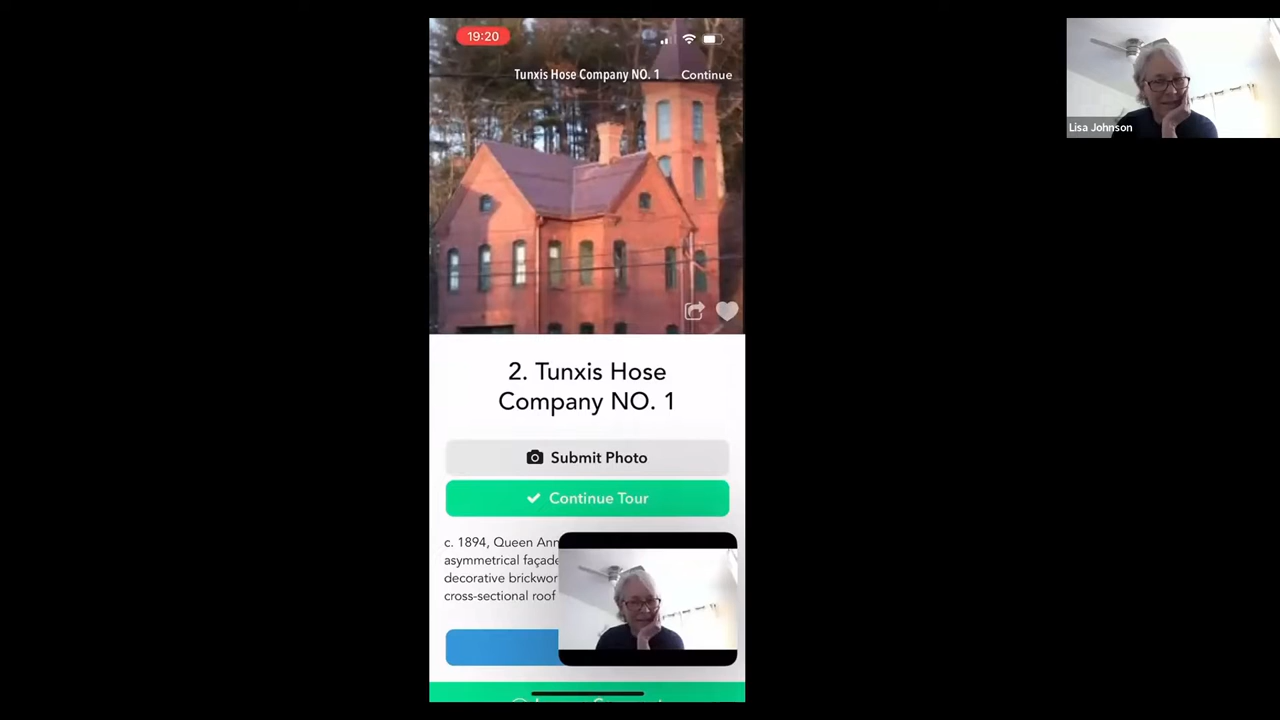 19:20
Tunxis Hose Company NO. 1
Continue
Lisa Johnson
2. Tunxis Hose
Company NO. 1
Submit Photo
Continue Tour
c. 1894, Queen Ann
asymmetrical façade
decorative brickwor
cross-sectional roof